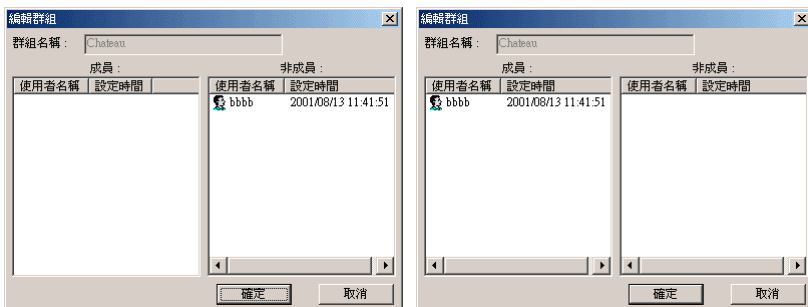 編輯群組
群組名稱： Chateau
成員：　非成員：
使用者名稱　設定時間　使用者名稱　設定時間
bbbb　2001/08/13 11:41:51
確定　取消
編輯群組
群組名稱： Chateau
成員：　非成員：
使用者名稱　設定時間　使用者名稱　設定時間
bbbb　2001/08/13 11:41:51
確定　取消